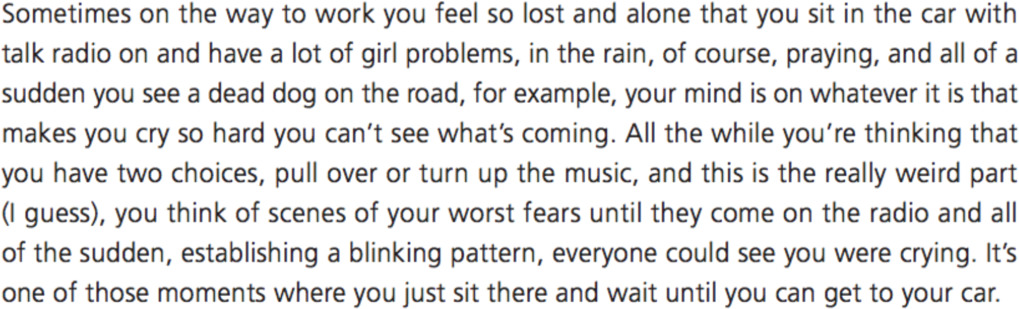 Sometimes on the way to work you feel so lost and alone that you sit in the car with
talk radio on and have a lot of girl problems, in the rain, of course, praying, and all of a
sudden you see a dead dog on the road, for example, your mind is on whatever it is that
makes you cry so hard you can’t see what’s coming. All the while you’re thinking that
you have two choices, pull over or turn up the music, and this is the really weird part
(I guess), you think of scenes of your worst fears until they come on the radio and all
of the sudden, establishing a blinking pattern, everyone could see you were crying. It’s
one of those moments where you just sit there and wait until you can get to your car.